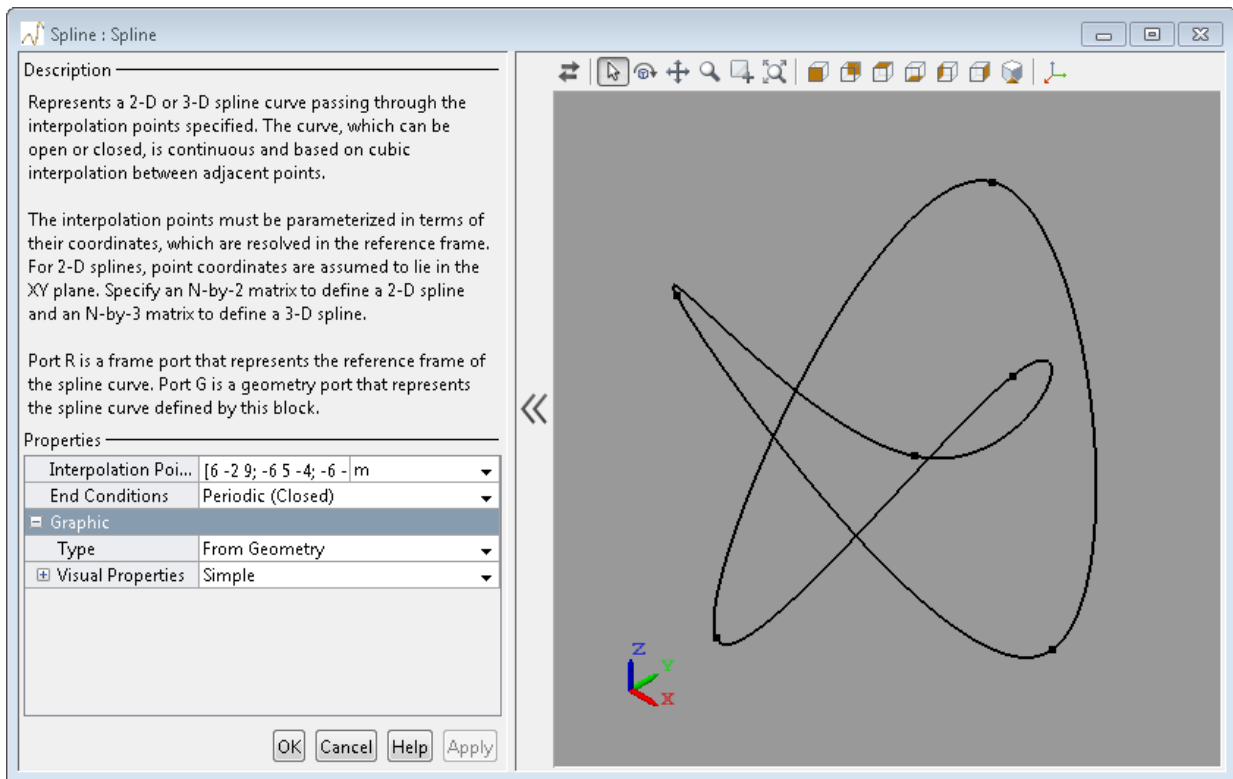 Spline : Spline
Description
Represents a 2-D or 3-D spline curve passing through the
interpolation points specified. The curve, which can be
open or closed, is continuous and based on cubic
interpolation between adjacent points.
The interpolation points must be parameterized in terms of
their coordinates, which are resolved in the reference frame.
For 2-D splines, point coordinates are assumed to lie in the
XY plane. Specify an N-by-2 matrix to define a 2-D spline
and an N-by-3 matrix to define a 3-D spline.
Port R is a frame port that represents the reference frame of
the spline curve. Port G is a geometry port that represents
the spline curve defined by this block.
Properties
Interpolation Poi... [6 -2 9; -6 5 -4; -6 - m
End Conditions Periodic (Closed)
Graphic
Type From Geometry
Visual Properties Simple
OK Cancel Help Apply
Z
Y
X